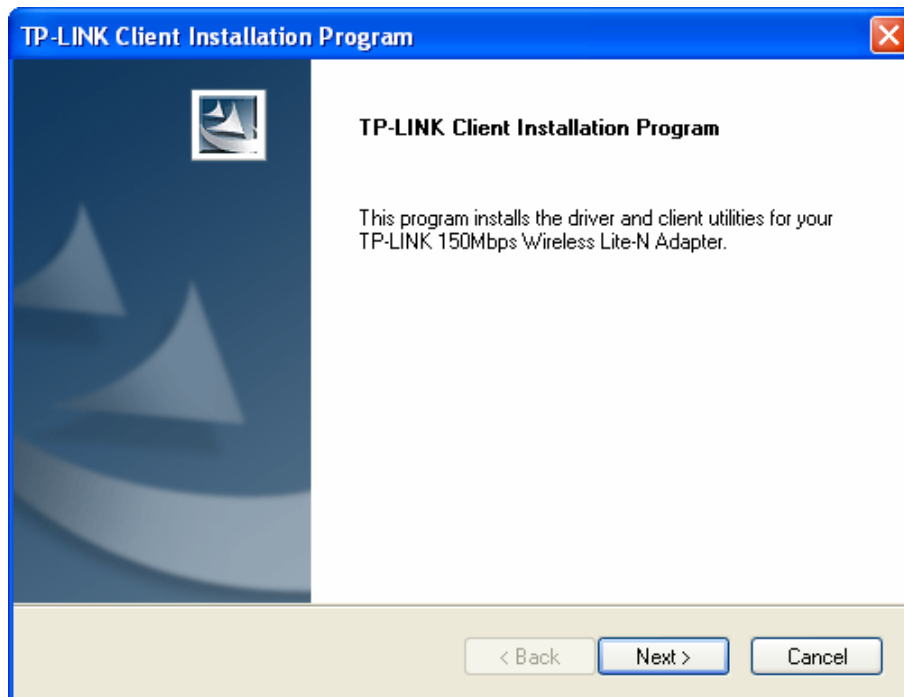 TP-LINK Client Installation Program
TP-LINK Client Installation Program
This program installs the driver and client utilities for your
TP-LINK 150Mbps Wireless Lite-N Adapter.
< Back Next > Cancel